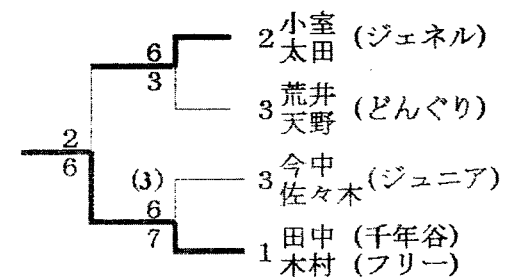 小室
2 (ジェネル)
太田
6
3
荒井
3 (どんぐり)
天野
2
6
今中
3 (ジュニア)
佐々木
(3)
6
7
田中 (千年谷)
1
木村 (フリー)